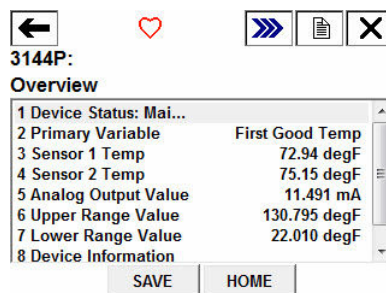 3144P:
Overview
1 Device Status: Mai...
2 Primary Variable First Good Temp
3 Sensor 1 Temp 72.94 degF
4 Sensor 2 Temp 75.15 degF
5 Analog Output Value 11.491 mA
6 Upper Range Value 130.795 degF
7 Lower Range Value 22.010 degF
8 Device Information
SAVE HOME